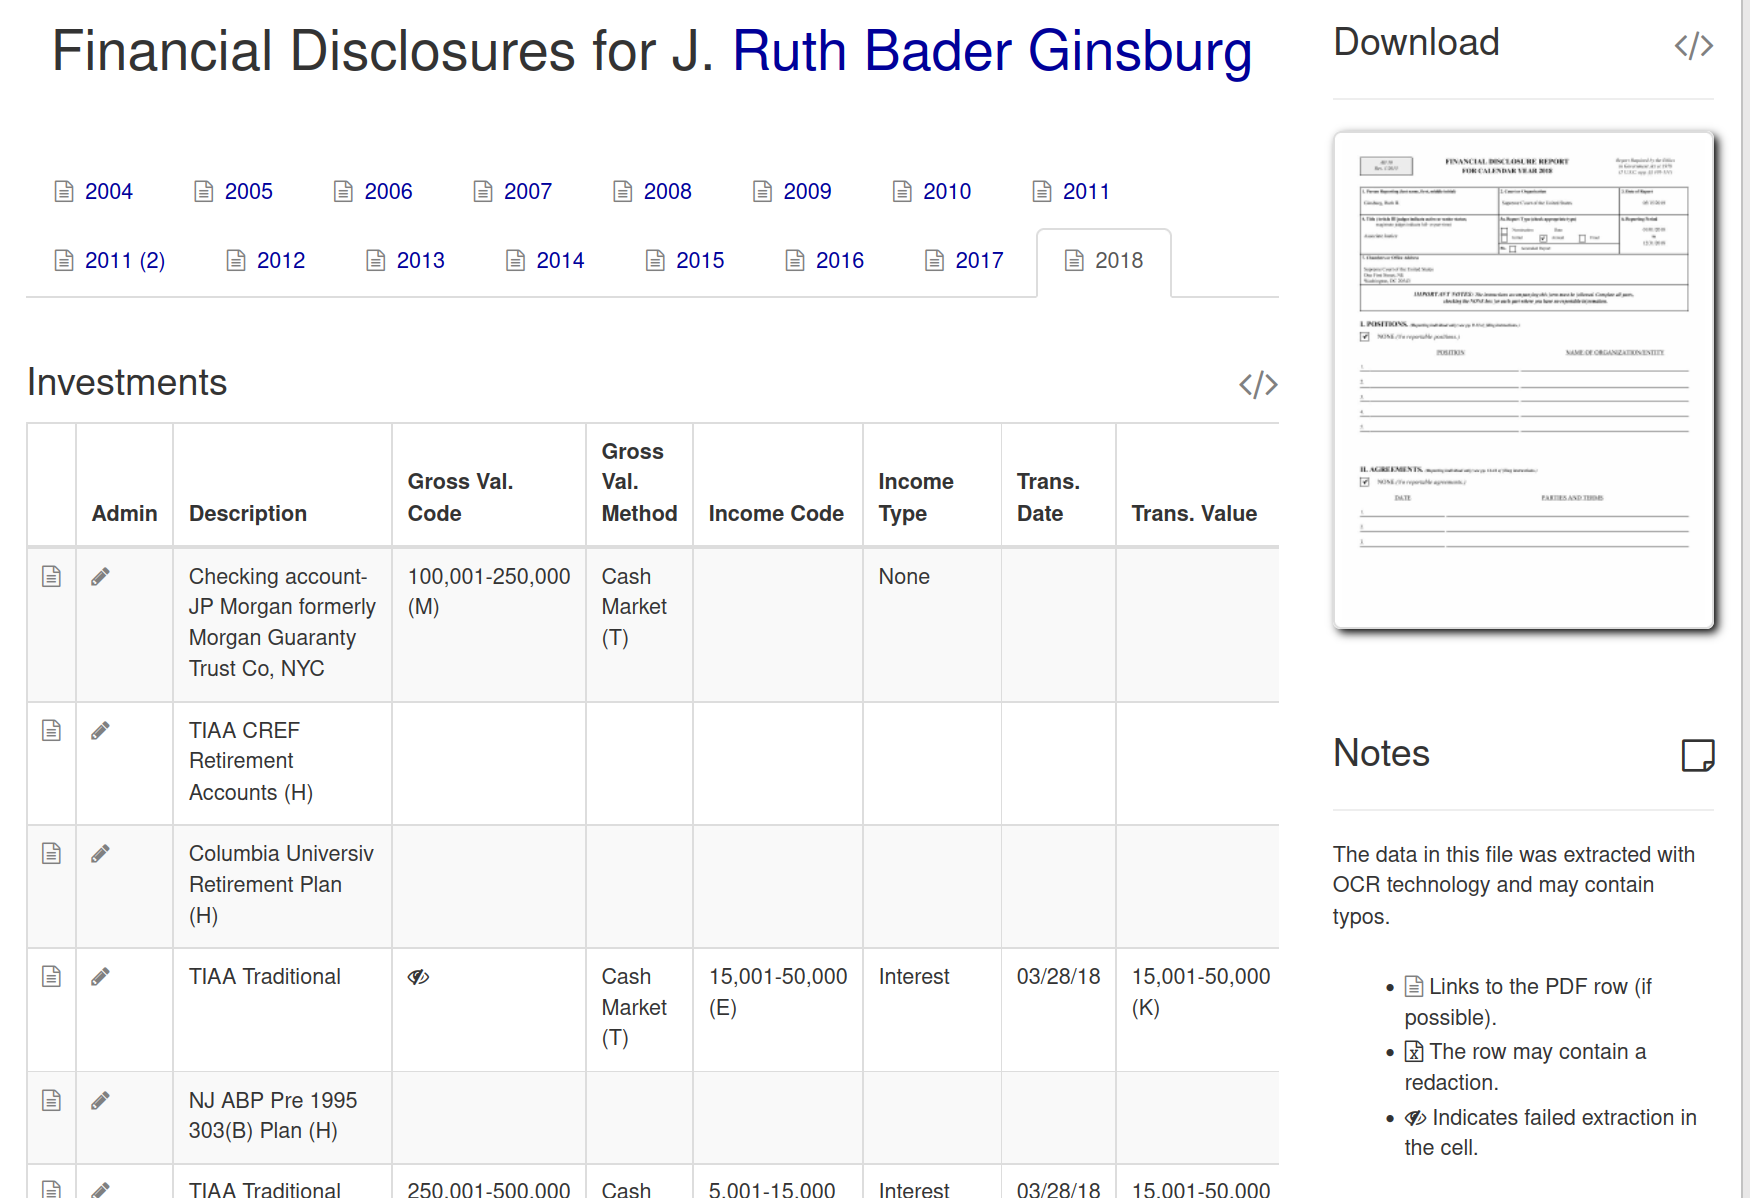 Financial Disclosures for J. Ruth Bader Ginsburg
2004 2005 2006 2007 2008 2009 2010 2011
2011 (2) 2012 2013 2014 2015 2016 2017 2018
Investments
Admin
Description
Gross Val.
Code
Gross
Val.
Method
Income Code
Income
Type
Trans.
Date
Trans. Value
Checking account-
JP Morgan formerly
Morgan Guaranty
Trust Co, NYC
100,001-250,000
(M)
Cash
Market
(T)
None
TIAA CREF
Retirement
Accounts (H)
Columbia Universiv
Retirement Plan
(H)
TIAA Traditional
Cash
Market
(T)
15,001-50,000
(E)
Interest
03/28/18
15,001-50,000
(K)
NJ ABP Pre 1995
303(B) Plan (H)
TIAA Traditional
250,001-500,000
Cash
5,001-15,000
Interest
03/28/18
15,001-50,000
Download
FINANCIAL DISCLOSURE REPORT
FOR CALENDAR YEAR 2018
I. POSITIONS.
NONE (No reportable positions.)
POSITION
NAME OF ORGANIZATION/ENTITY
II. AGREEMENTS.
NONE (No reportable agreements.)
DATE
PARTIES AND TERMS
Notes
The data in this file was extracted with
OCR technology and may contain
typos.
Links to the PDF row (if
possible).
The row may contain a
redaction.
Indicates failed extraction in
the cell.